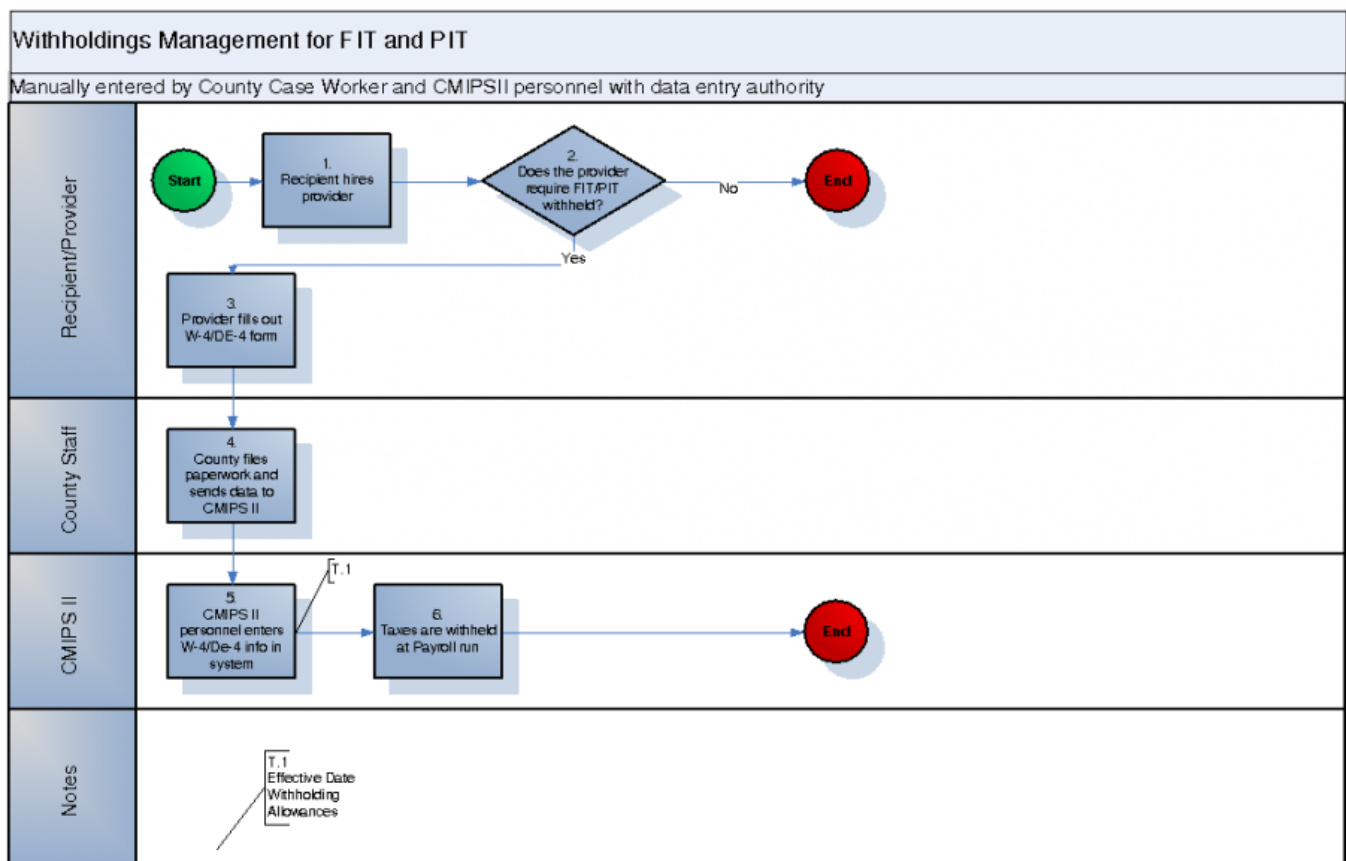 Withholdings Management for FIT and PIT
Manually entered by County Case Worker and CMIPSII personnel with data entry authority
Recipient/Provider
Start
1.
Recipient hires
provider
2.
Does the provider
require FIT/PIT
withheld?
No
End
Yes
3.
Provider fills out
W-4/DE-4 form
County Staff
4.
County files
paperwork and
sends data to
CMIPS II
CMIPS II
5.
CMIPS II
personnel enters
W-4/De-4 info in
system
T.1
6.
Taxes are withheld
at Payroll run
End
Notes
T.1
Effective Date
Withholding
Allowances